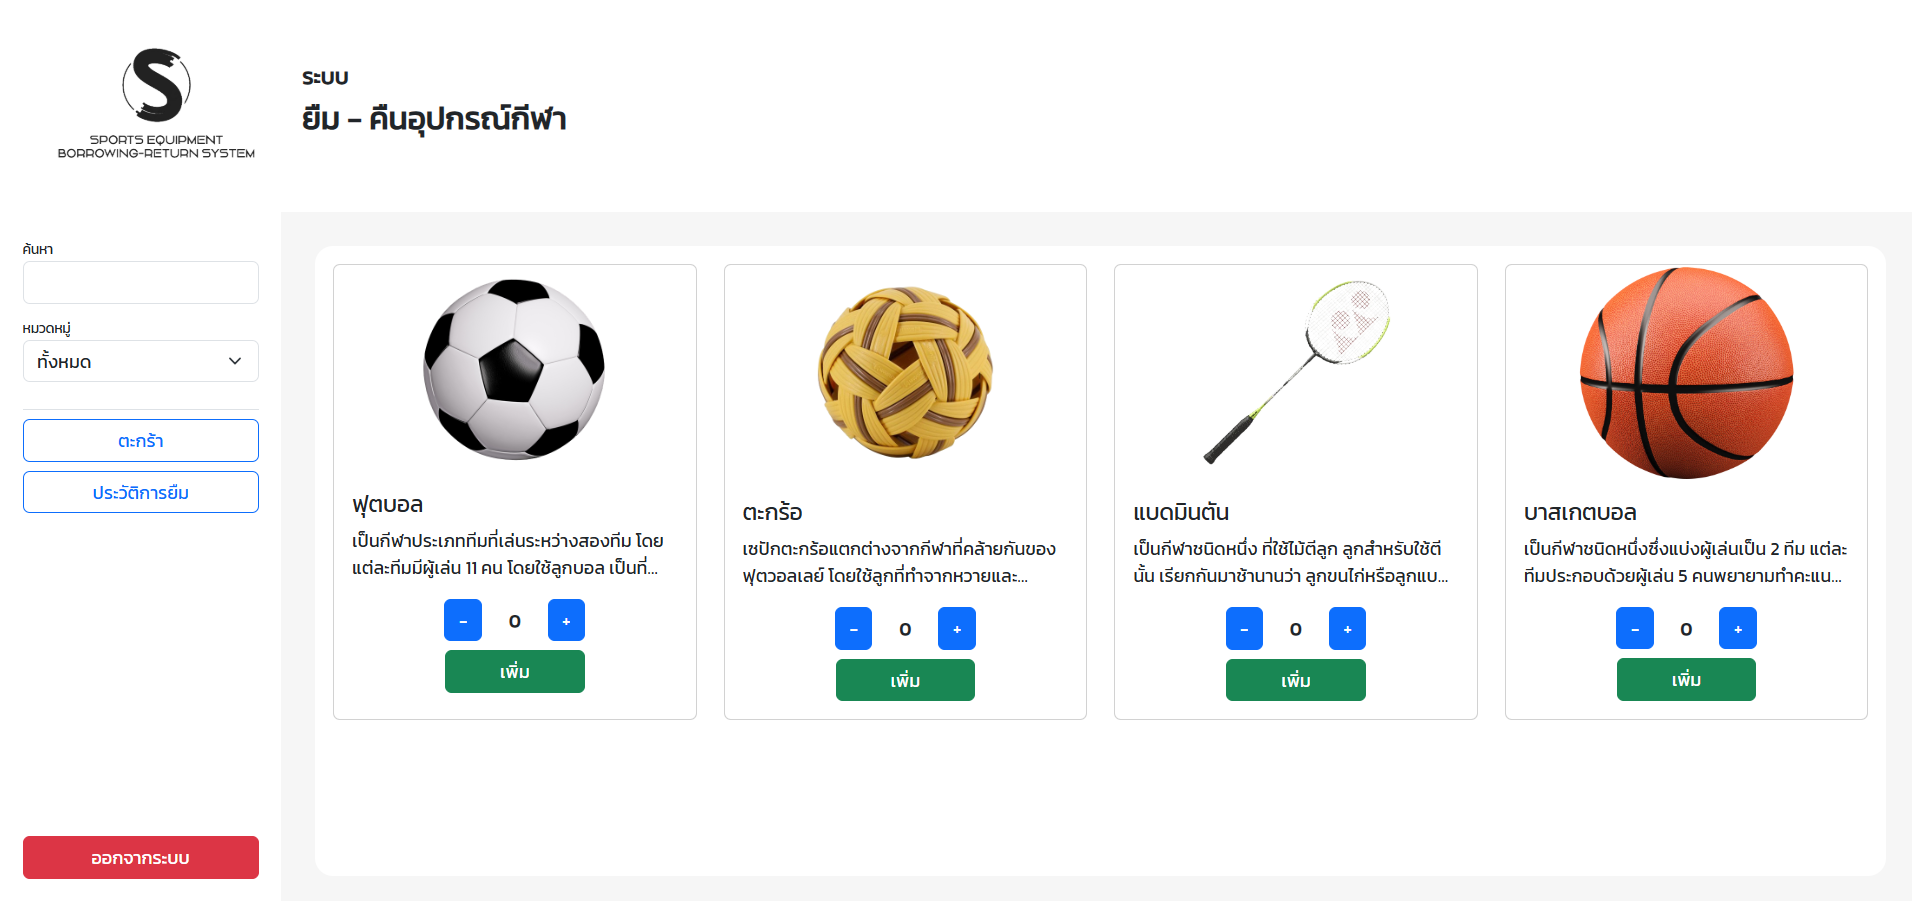 SPORTS EQUIPMENT
BORROWING-RETURN SYSTEM
ระบบ
ยืม - คืนอุปกรณ์กีฬา
ค้นหา
หมวดหมู่
ทั้งหมด
ตะกร้า
ประวัติการยืม
ออกจากระบบ
ฟุตบอล
เป็นกีฬาประเภททีมที่เล่นระหว่างสองทีม โดย
แต่ละทีมมีผู้เล่น 11 คน โดยใช้ลูกบอล เป็นที่...
- 0 +
เพิ่ม
ตะกร้อ
เซปักตะกร้อแตกต่างจากกีฬาที่คล้ายกันของ
ฟุตวอลเลย์ โดยใช้ลูกที่ทำจากหวายและ...
- 0 +
เพิ่ม
แบดมินตัน
เป็นกีฬาชนิดหนึ่ง ที่ใช้ไม้ตีลูก ลูกสำหรับใช้ตี
นั้น เรียกกันมาช้านานว่า ลูกขนไก่หรือลูกแบ...
- 0 +
เพิ่ม
บาสเกตบอล
เป็นกีฬาชนิดหนึ่งซึ่งแบ่งผู้เล่นเป็น 2 ทีม แต่ละ
ทีมประกอบด้วยผู้เล่น 5 คนพยายามทำคะแน...
- 0 +
เพิ่ม